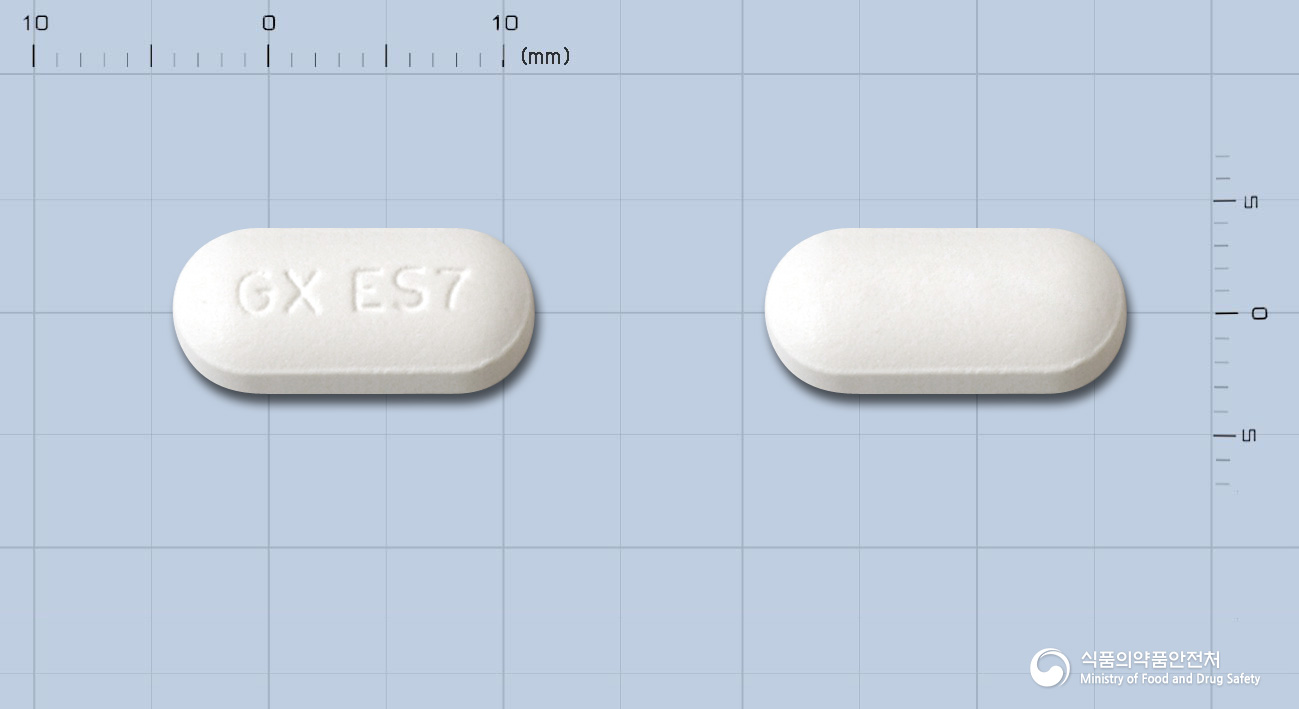 10 0 10
(mm)
5
0
5
GX ES7
식품의약품안전처
Ministry of Food and Drug Safety